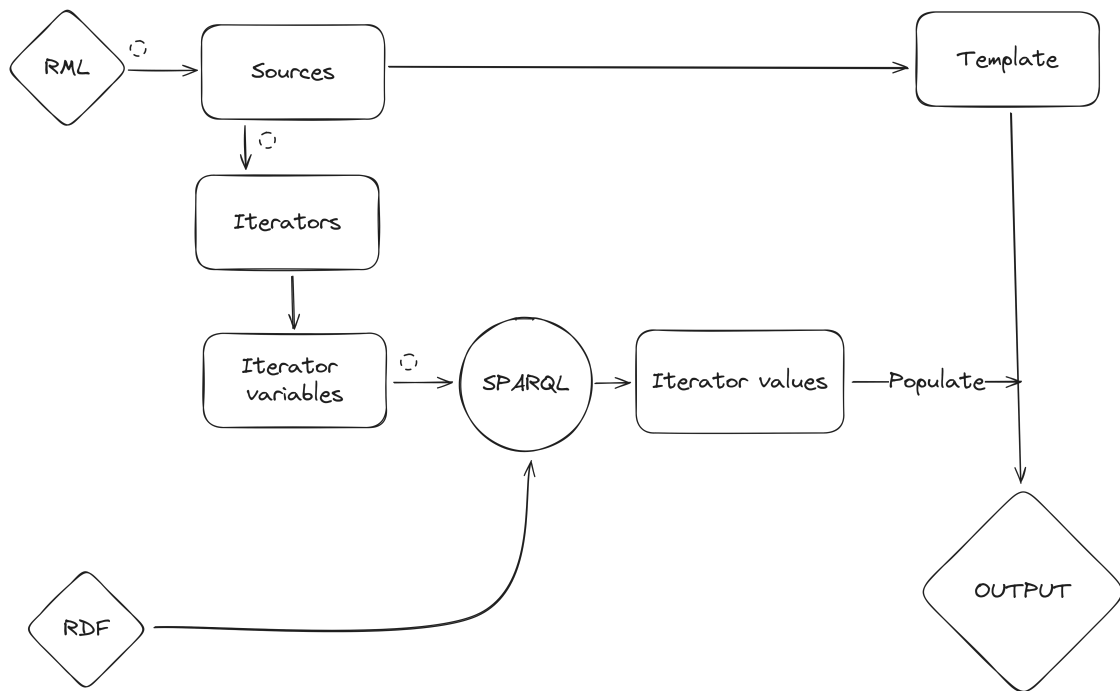 RML
Sources
Template
Iterators
Iterator
variables
SPARQL
Iterator values
Populate
RDF
OUTPUT